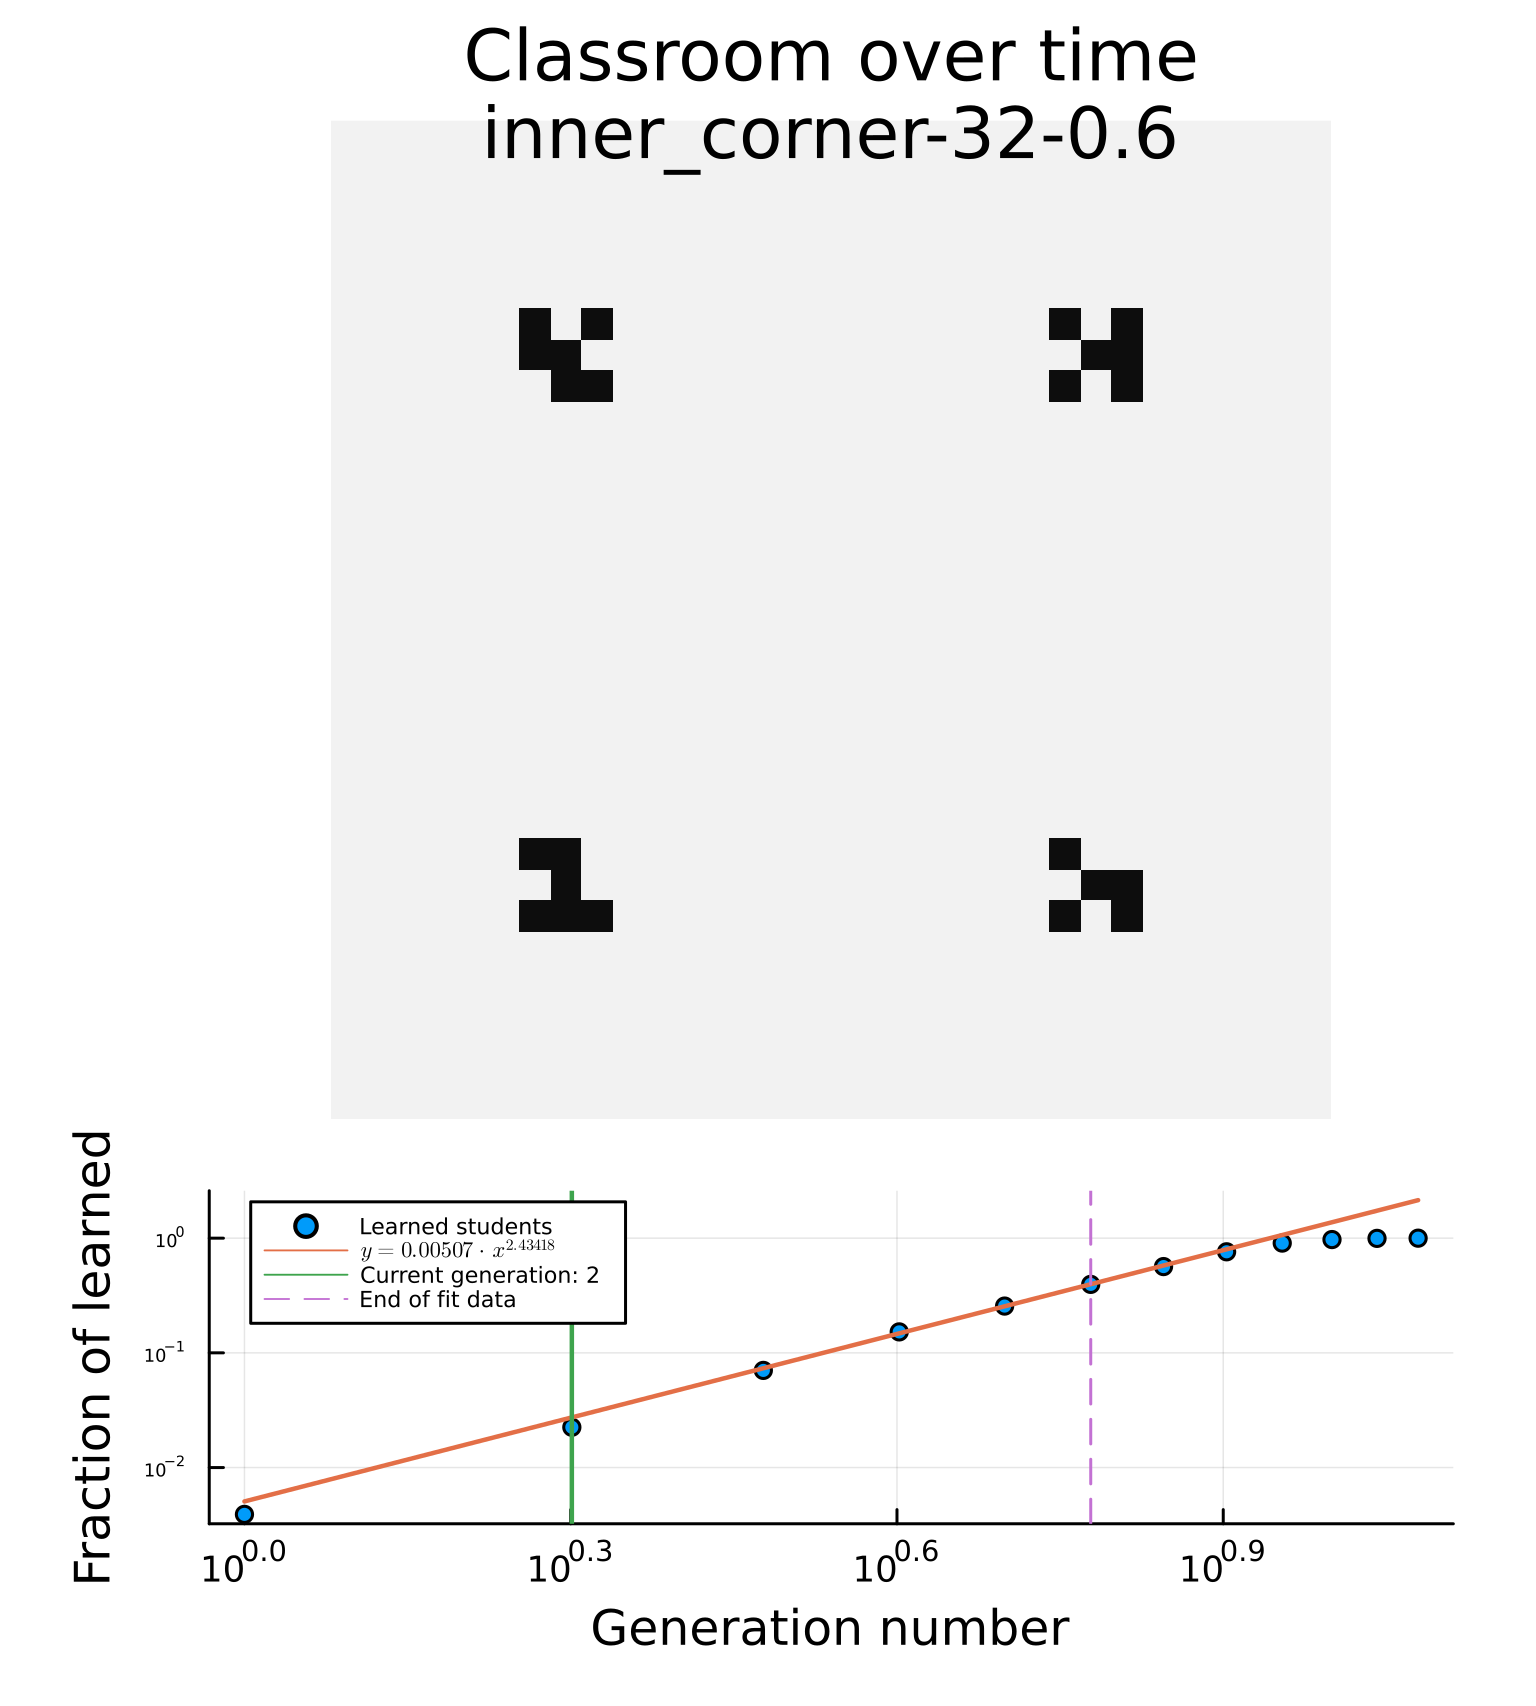 Classroom over time
inner_corner-32-0.6
Fraction of learned
10⁰
10⁻¹
10⁻²
Learned students
y = 0.00507 · x^2.43418
Current generation: 2
End of fit data
10^0.0
10^0.3
10^0.6
10^0.9
Generation number